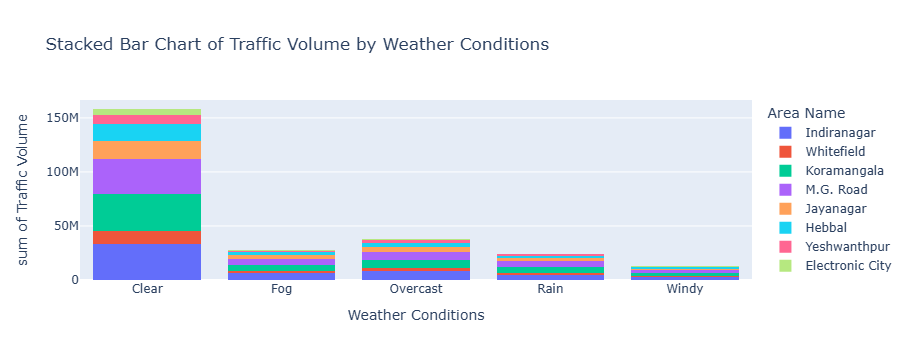 Stacked Bar Chart of Traffic Volume by Weather Conditions
sum of Traffic Volume
150M
100M
50M
0
Clear
Fog
Overcast
Rain
Windy
Weather Conditions
Area Name
Indiranagar
Whitefield
Koramangala
M.G. Road
Jayanagar
Hebbal
Yeshwanthpur
Electronic City